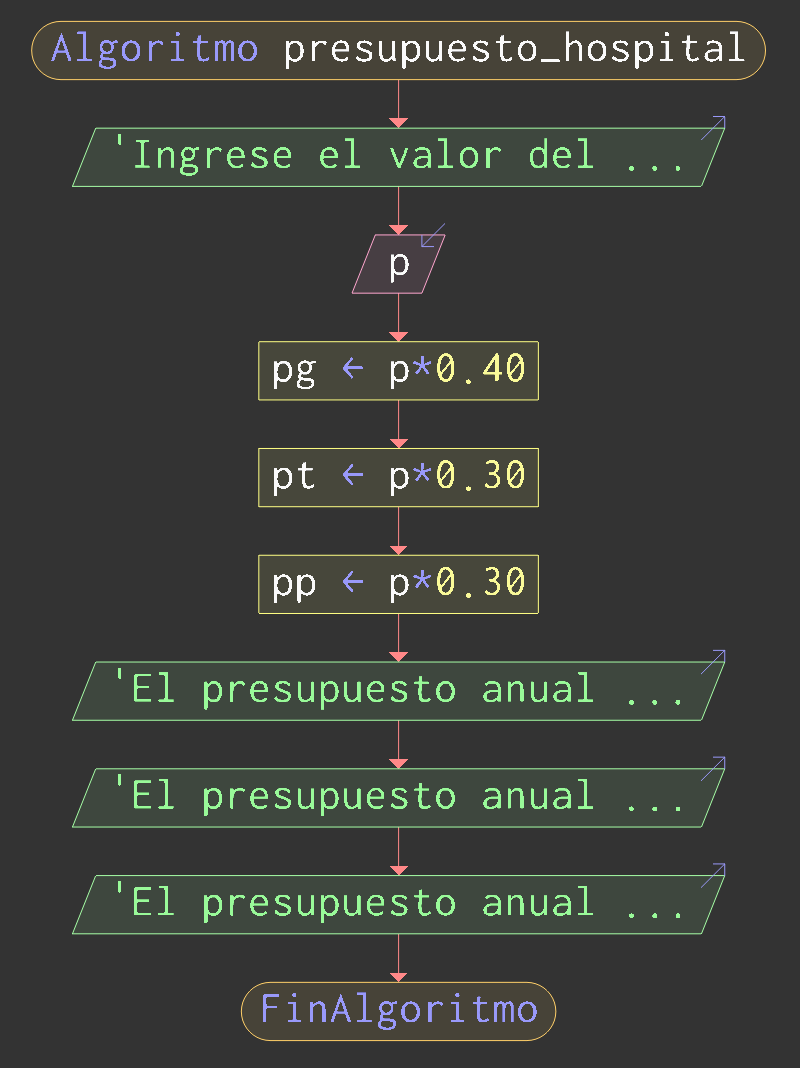 Algoritmo presupuesto_hospital
'Ingrese el valor del ...
p
pg ← p*0.40
pt ← p*0.30
pp ← p*0.30
'El presupuesto anual ...
'El presupuesto anual ...
'El presupuesto anual ...
FinAlgoritmo